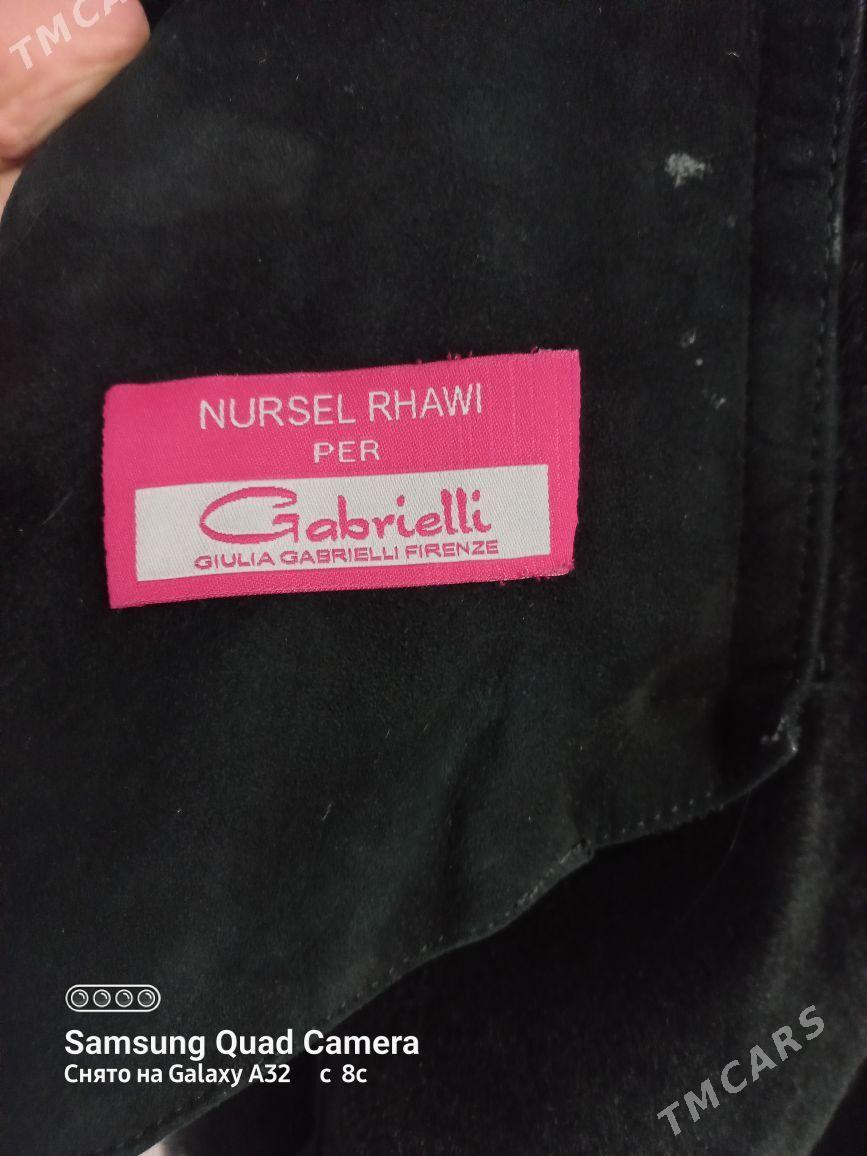 TMCARS
NURSEL RHAWI
PER
Gabrielli
GIULIA GABRIELLI FIRENZE
Samsung Quad Camera
Снято на Galaxy A32 с 8с
TMCARS